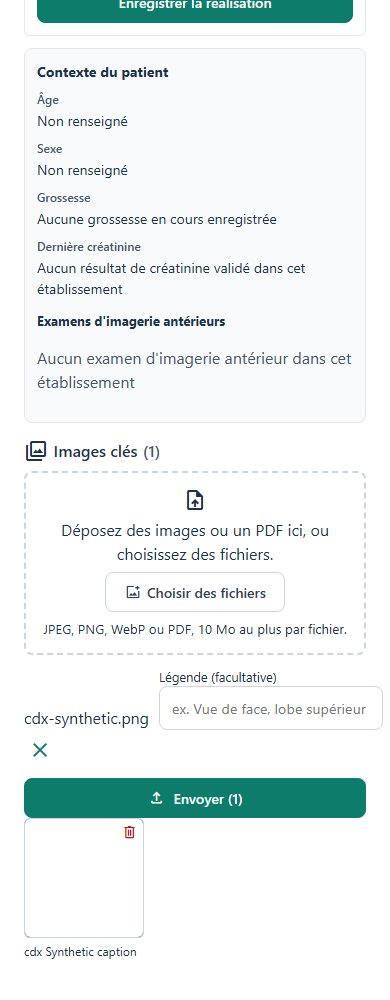 Enregistrer la réalisation
Contexte du patient
Âge
Non renseigné
Sexe
Non renseigné
Grossesse
Aucune grossesse en cours enregistrée
Dernière créatinine
Aucun résultat de créatinine validé dans cet
établissement
Examens d'imagerie antérieurs
Aucun examen d'imagerie antérieur dans cet
établissement
Images clés (1)
Déposez des images ou un PDF ici, ou
choisissez des fichiers.
Choisir des fichiers
JPEG, PNG, WebP ou PDF, 10 Mo au plus par fichier.
Légende (facultative)
cdx-synthetic.png
ex. Vue de face, lobe supérieur
Envoyer (1)
cdx Synthetic caption